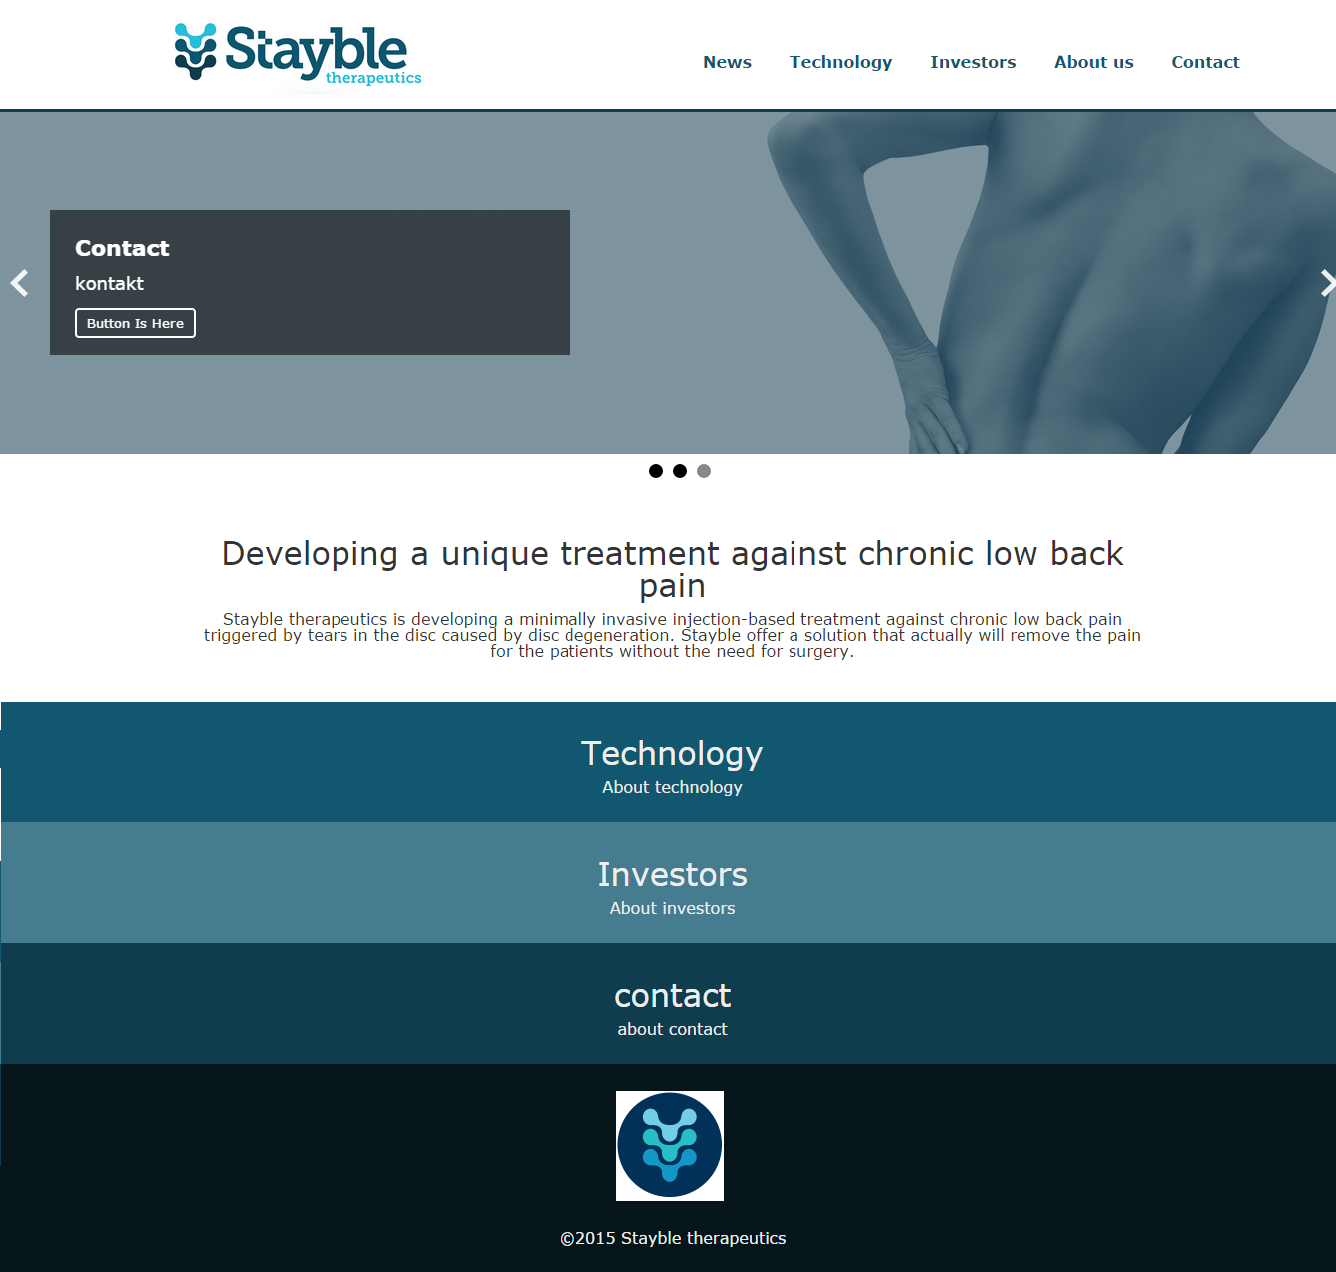 Stayble
therapeutics
News Technology Investors About us Contact
Contact
kontakt
Button Is Here
Developing a unique treatment against chronic low back
pain
Stayble therapeutics is developing a minimally invasive injection-based treatment against chronic low back pain
triggered by tears in the disc caused by disc degeneration. Stayble offer a solution that actually will remove the pain
for the patients without the need for surgery.
Technology
About technology
Investors
About investors
contact
about contact
©2015 Stayble therapeutics